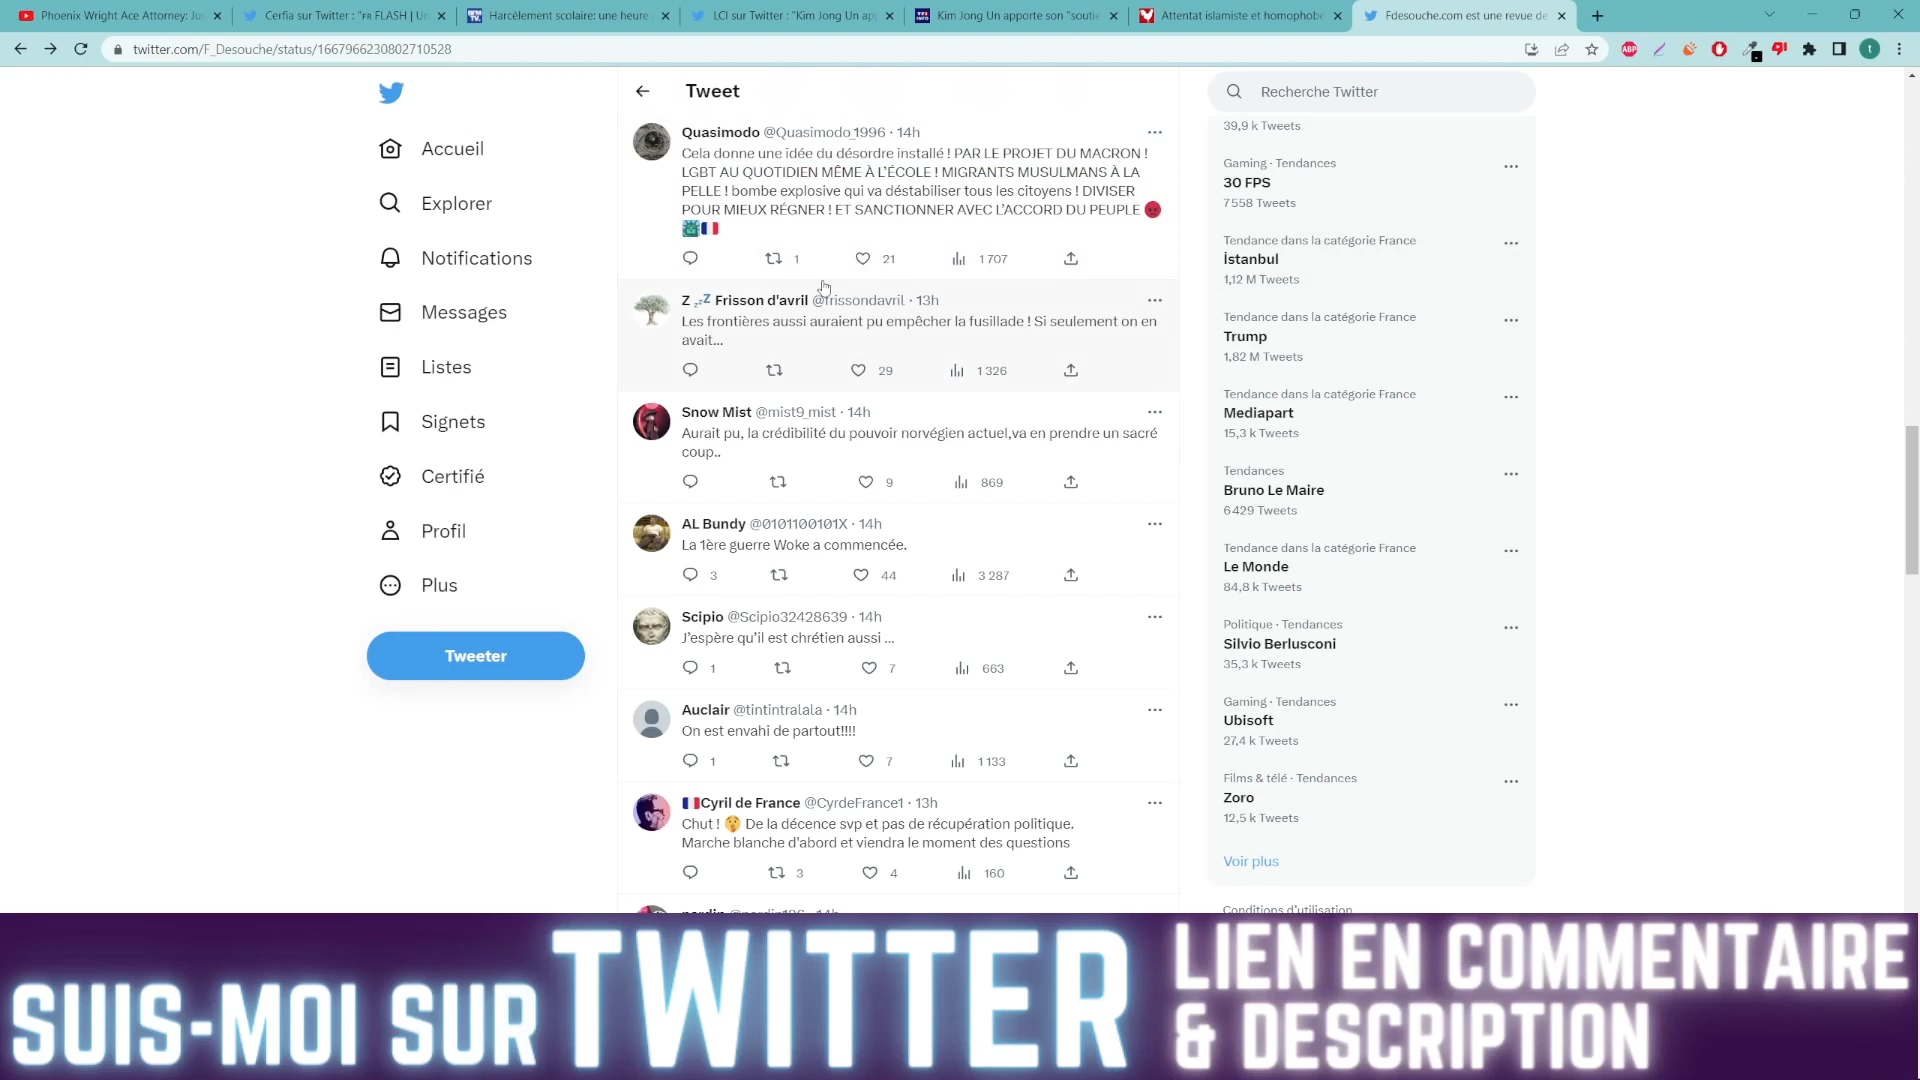 Phoenix Wright Ace Attorney: Jus
Cerfia sur Twitter : "🇫🇷 FLASH | Un
Harcèlement scolaire: une heure
LCI sur Twitter : "Kim Jong Un app
Kim Jong Un apporte son "soutie
Attentat islamiste et homophobe
Fdesouche.com est une revue de
twitter.com/F_Desouche/status/1667966230802710528
Accueil
Explorer
Notifications
Messages
Listes
Signets
Certifié
Profil
Plus
Tweeter
Tweet
Quasimodo @Quasimodo_1996 · 14h
Cela donne une idée du désordre installé ! PAR LE PROJET DU MACRON !
LGBT AU QUOTIDIEN MÊME À L'ÉCOLE ! MIGRANTS MUSULMANS À LA
PELLE ! bombe explosive qui va déstabiliser tous les citoyens ! DIVISER
POUR MIEUX RÉGNER ! ET SANCTIONNER AVEC L'ACCORD DU PEUPLE 😡
🇫🇷
1 21 1 707
Z 💤 Frisson d'avril @frissondavril · 13h
Les frontières aussi auraient pu empêcher la fusillade ! Si seulement on en
avait...
29 1 326
Snow Mist @mist9_mist · 14h
Aurait pu, la crédibilité du pouvoir norvégien actuel,va en prendre un sacré
coup..
9 869
AL Bundy @0101100101X · 14h
La 1ère guerre Woke a commencée.
3 44 3 287
Scipio @Scipio32428639 · 14h
J'espère qu'il est chrétien aussi ...
1 7 663
Auclair @tintintralala · 14h
On est envahi de partout!!!!
1 7 1 133
🇫🇷Cyril de France @CyrdeFrance1 · 13h
Chut ! 🤫 De la décence svp et pas de récupération politique.
Marche blanche d'abord et viendra le moment des questions
3 4 160
Recherche Twitter
39,9 k Tweets
Gaming · Tendances
30 FPS
7 558 Tweets
Tendance dans la catégorie France
İstanbul
1,12 M Tweets
Tendance dans la catégorie France
Trump
1,82 M Tweets
Tendance dans la catégorie France
Mediapart
15,3 k Tweets
Tendances
Bruno Le Maire
6 429 Tweets
Tendance dans la catégorie France
Le Monde
84,8 k Tweets
Politique · Tendances
Silvio Berlusconi
35,3 k Tweets
Gaming · Tendances
Ubisoft
27,4 k Tweets
Films & télé · Tendances
Zoro
12,5 k Tweets
Voir plus
Conditions d'utilisation
SUIS-MOI SUR TWITTER
LIEN EN COMMENTAIRE
& DESCRIPTION